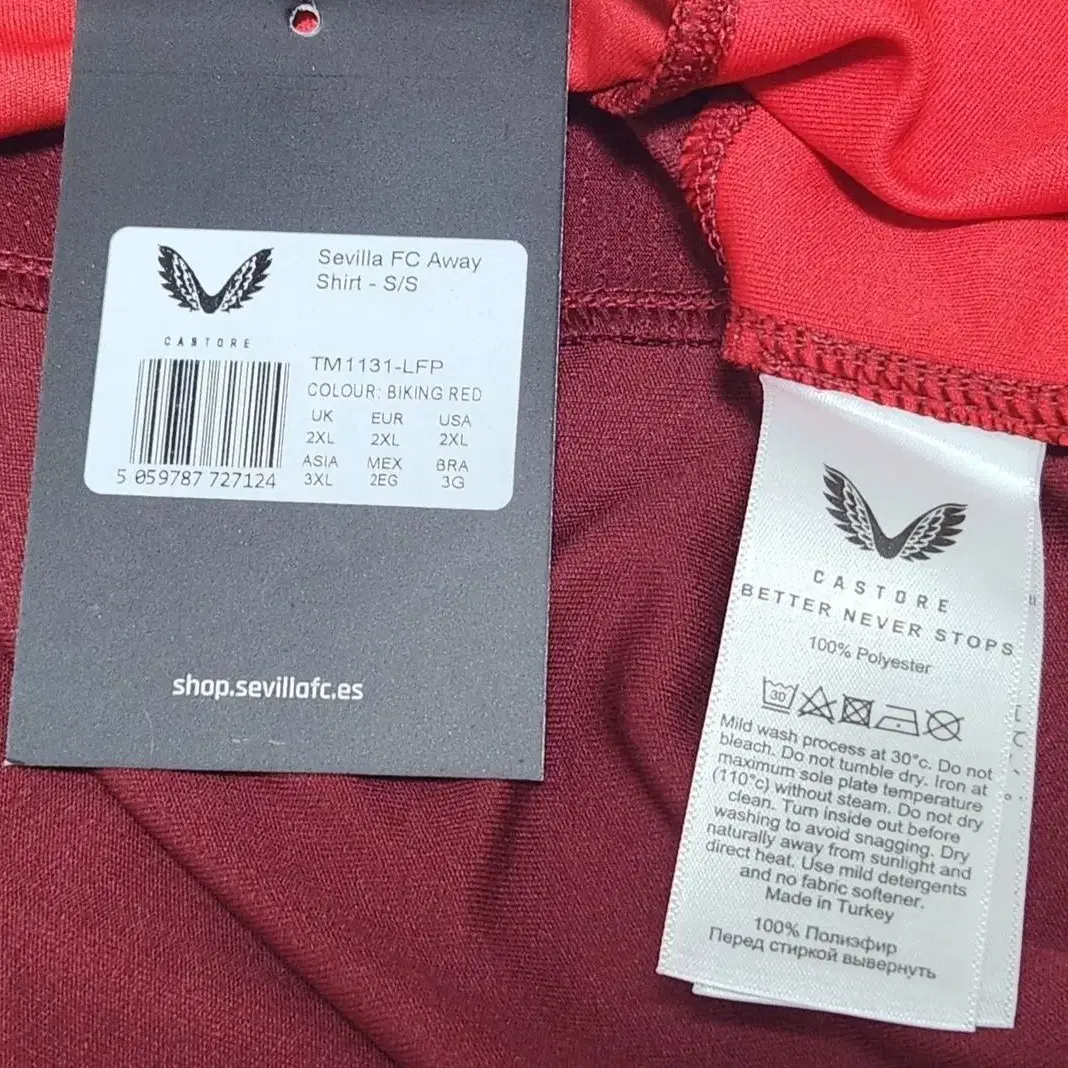 Sevilla FC Away
Shirt - S/S
CASTORE
TM1131-LFP
COLOUR: BIKING RED
UK EUR USA
2XL 2XL 2XL
ASIA MEX BRA
3XL 2EG 3G
5 059787 727124
shop.sevillafc.es
CASTORE
BETTER NEVER STOPS
100% Polyester
30
Mild wash process at 30°c. Do not
bleach. Do not tumble dry. Iron at
maximum sole plate temperature
(110°c) without steam. Do not dry
clean. Turn inside out before
washing to avoid snagging. Dry
naturally away from sunlight and
direct heat. Use mild detergents
and no fabric softener.
Made in Turkey
100% Полиэфир
Перед стиркой вывернуть